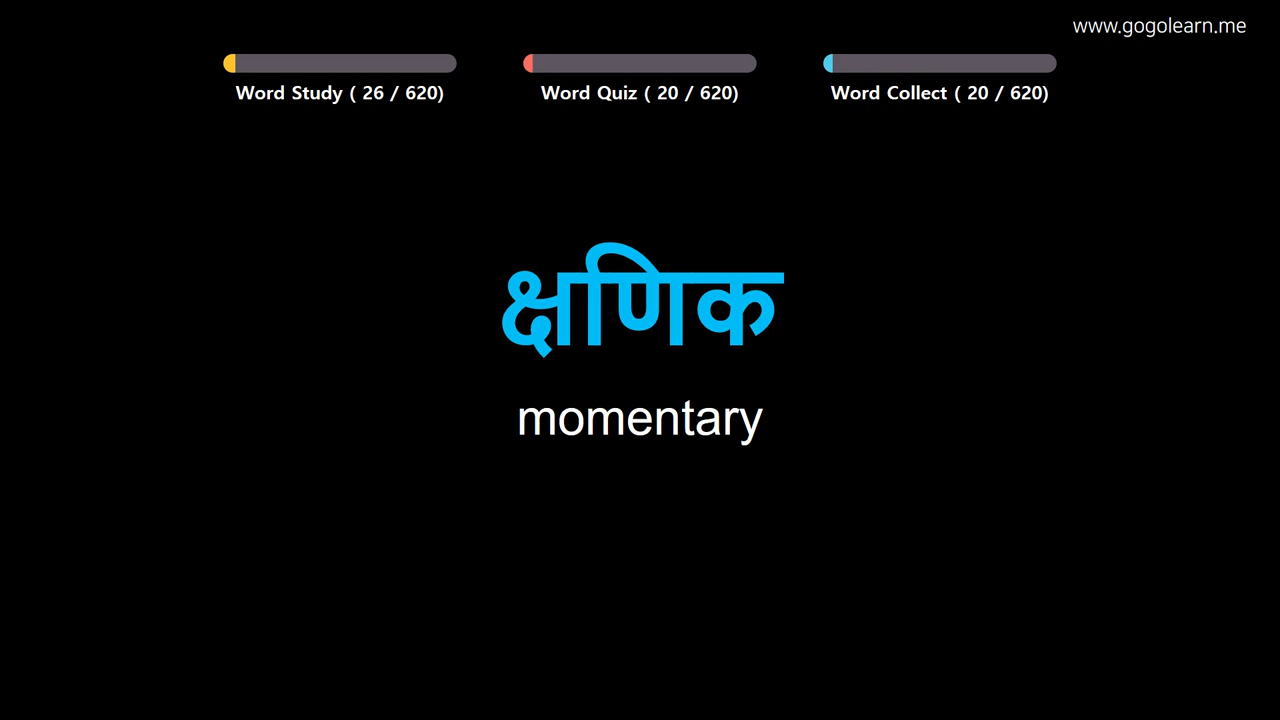 www.gogolearn.me
Word Study ( 26 / 620)
Word Quiz ( 20 / 620)
Word Collect ( 20 / 620)
क्षणिक
momentary